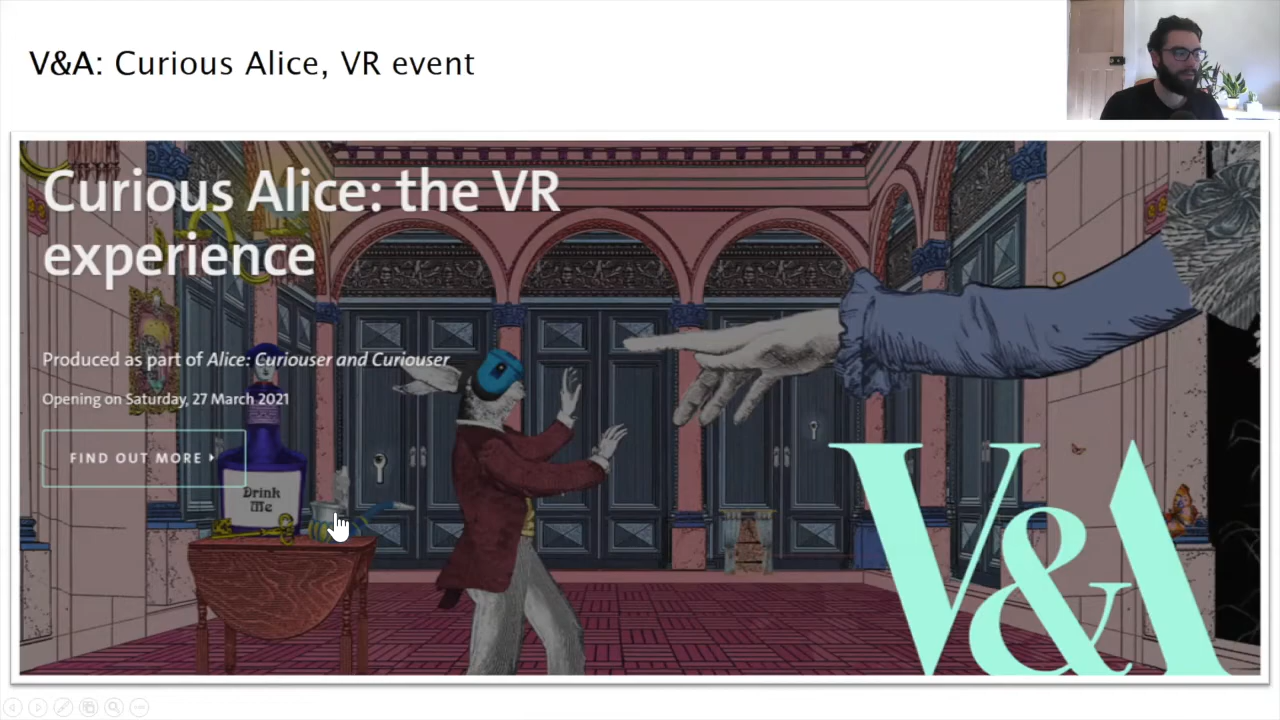 V&A: Curious Alice, VR event
Curious Alice: the VR
experience
Produced as part of Alice: Curiouser and Curiouser
Opening on Saturday, 27 March 2021
FIND OUT MORE
Drink
Me
V&A